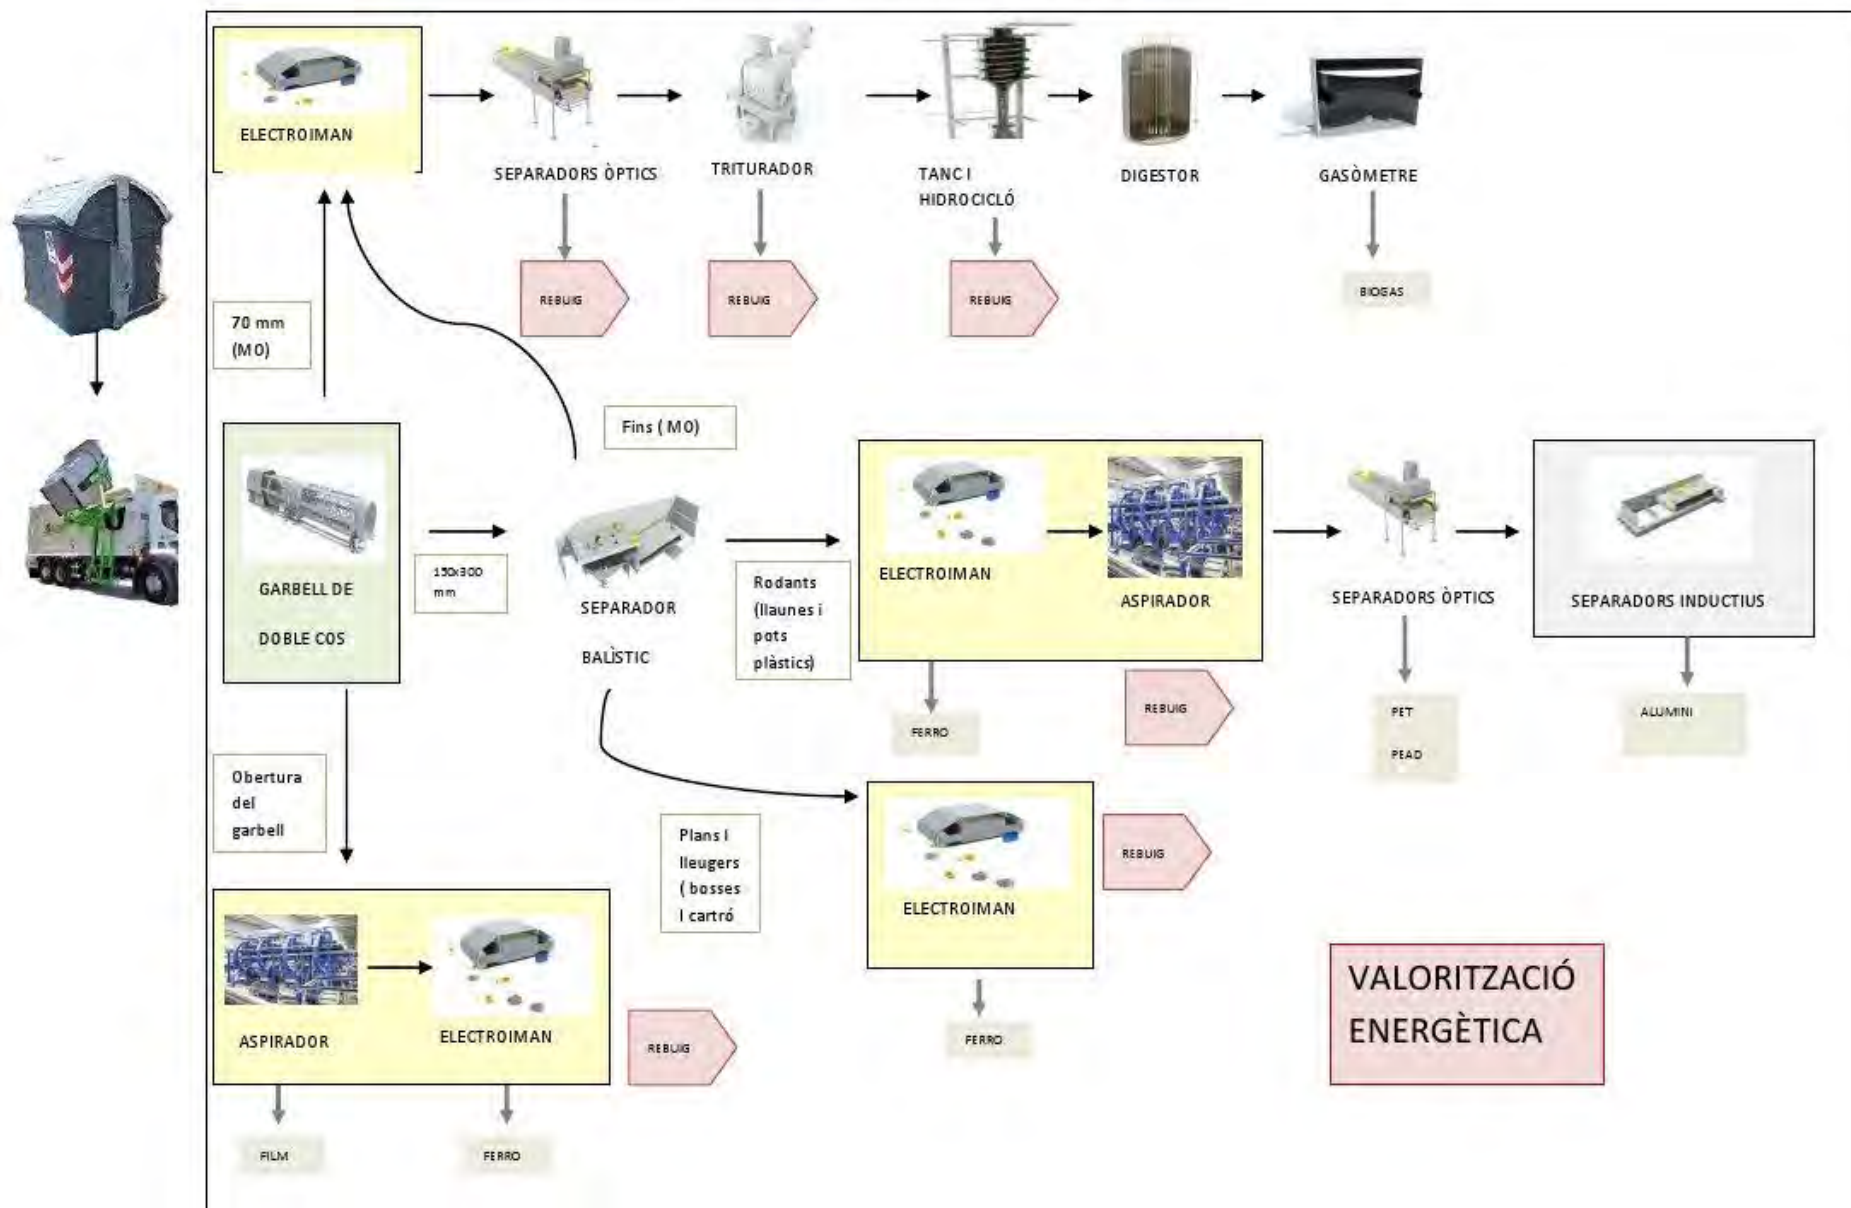 ELECTROIMAN
SEPARADORS ÒPTICS
TRITURADOR
TANC I
HIDROCICLÓ
DIGESTOR
GASÒMETRE
REBUIG
REBUIG
REBUIG
BIOGAS
70 mm
(MO)
Fins ( MO)
GARBELL DE
DOBLE COS
150x300
mm
SEPARADOR
BALÌSTIC
Rodants
(llaunes i
pots
plàstics)
ELECTROIMAN
ASPIRADOR
SEPARADORS ÒPTICS
SEPARADORS INDUCTIUS
FERRO
REBUIG
PET
PEAD
ALUMINI
Obertura
del
garbell
Plans I
lleugers
( bosses
I cartró
ELECTROIMAN
REBUIG
FERRO
ASPIRADOR
ELECTROIMAN
REBUIG
FILM
FERRO
VALORITZACIÓ
ENERGÈTICA